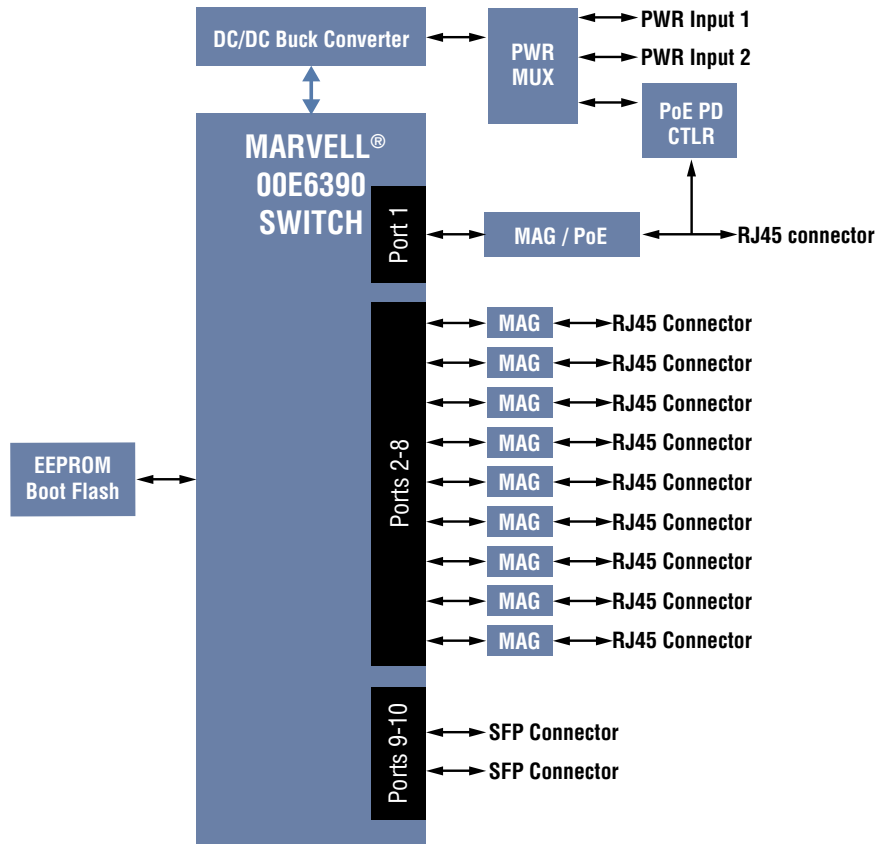 DC/DC Buck Converter
PWR
MUX
PWR Input 1
PWR Input 2
PoE PD
CTLR
MARVELL®
00E6390
SWITCH
Port 1
MAG / PoE
RJ45 connector
Ports 2-8
MAG
RJ45 Connector
MAG
RJ45 Connector
MAG
RJ45 Connector
MAG
RJ45 Connector
MAG
RJ45 Connector
MAG
RJ45 Connector
MAG
RJ45 Connector
MAG
RJ45 Connector
MAG
RJ45 Connector
EEPROM
Boot Flash
Ports 9-10
SFP Connector
SFP Connector